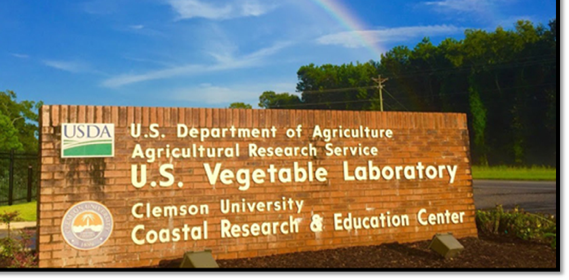 USDA
U.S. Department of Agriculture
Agricultural Research Service
U.S. Vegetable Laboratory
Clemson University
Coastal Research & Education Center